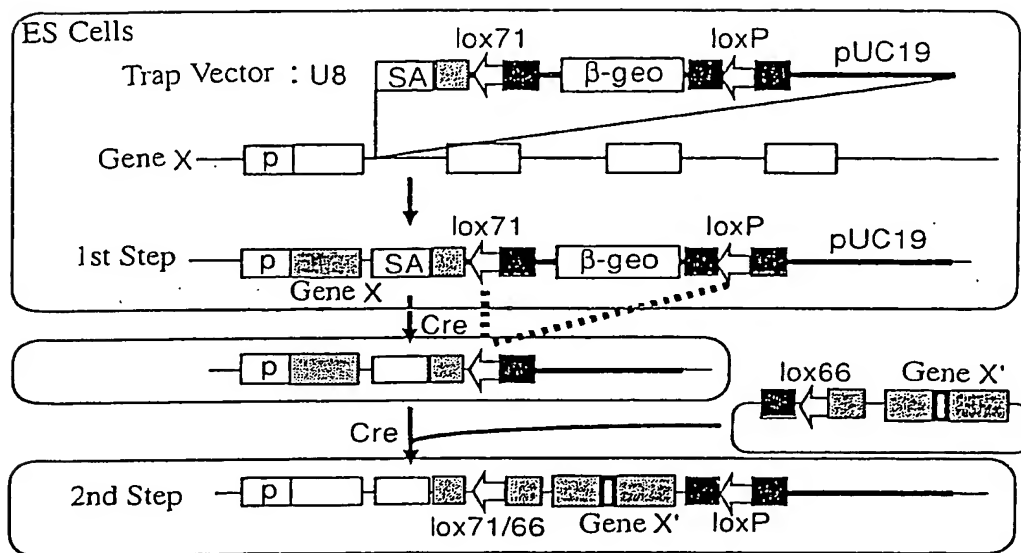 ES Cells
lox71
loxP
pUC19
Trap Vector : U8
SA
β-geo
Gene X
p
lox71
loxP
pUC19
1st Step
p
SA
β-geo
Gene X
Cre
p
lox66
Gene X'
Cre
2nd Step
p
lox71/66
Gene X'
loxP